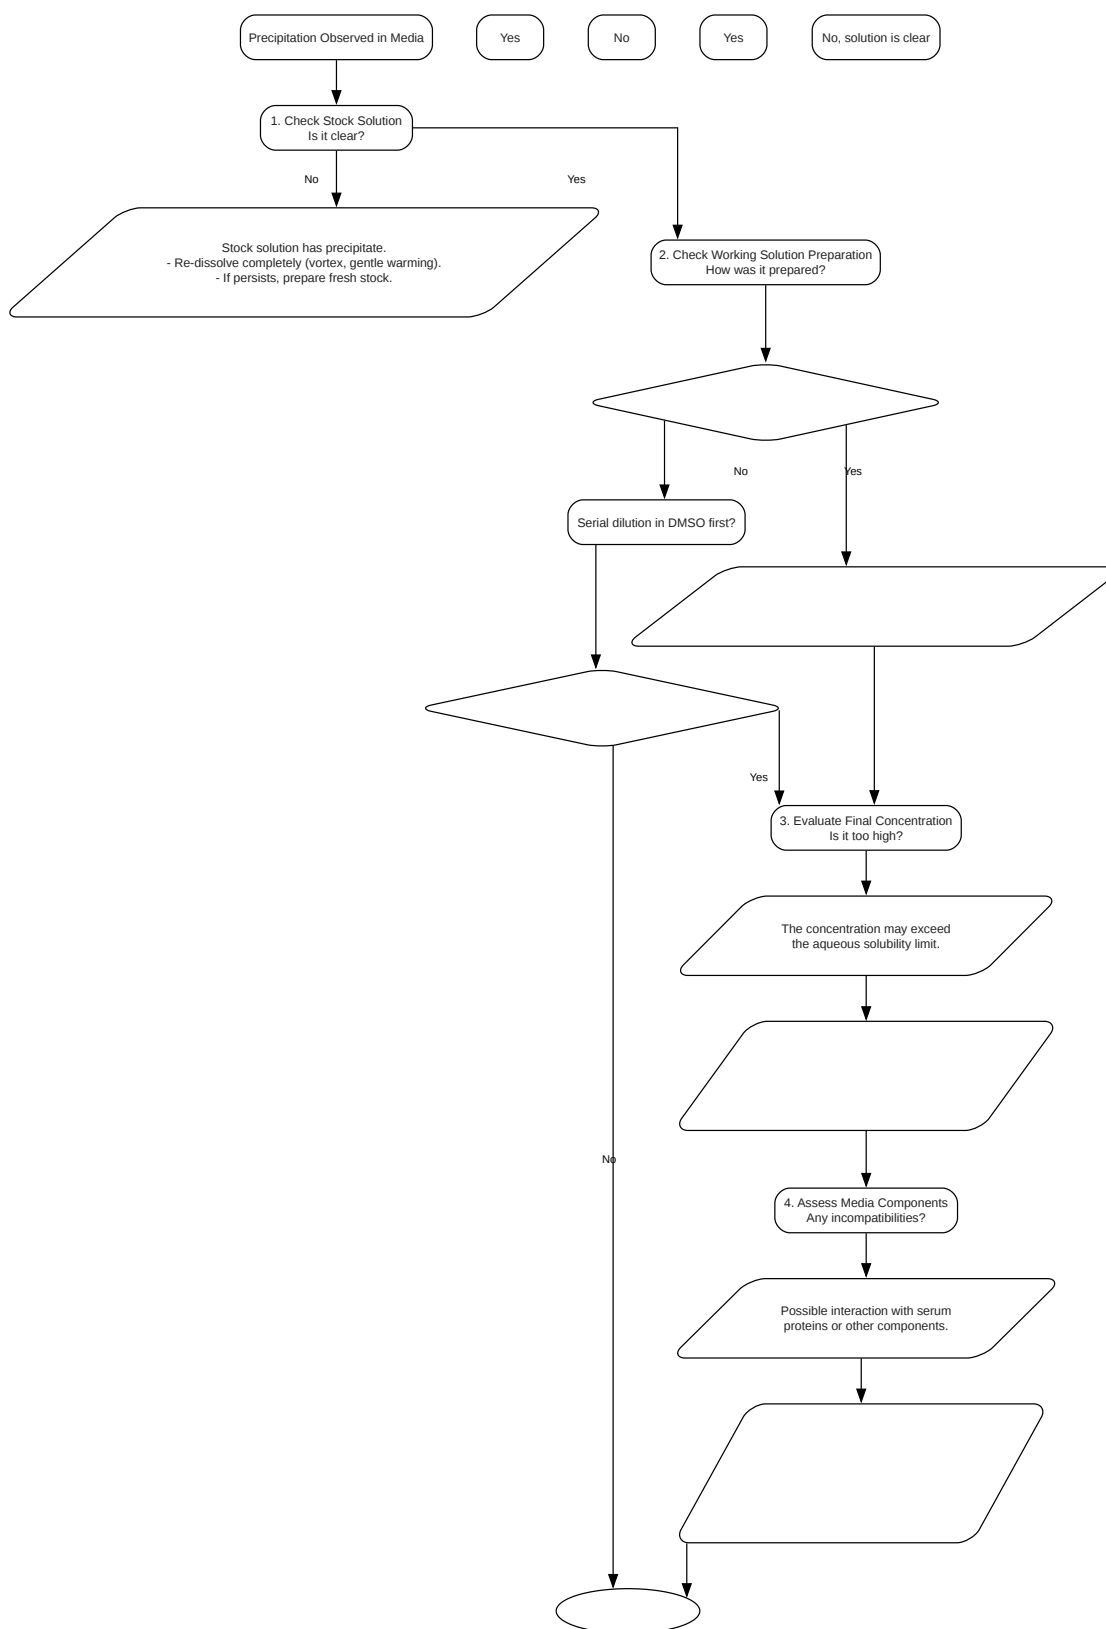 Precipitation Observed in Media
Yes
No
Yes
No, solution is clear
1. Check Stock Solution
Is it clear?
No
Yes
Stock solution has precipitate.
- Re-dissolve completely (vortex, gentle warming).
- If persists, prepare fresh stock.
2. Check Working Solution Preparation
How was it prepared?
No
Yes
Serial dilution in DMSO first?
Yes
3. Evaluate Final Concentration
Is it too high?
The concentration may exceed
the aqueous solubility limit.
No
4. Assess Media Components
Any incompatibilities?
Possible interaction with serum
proteins or other components.